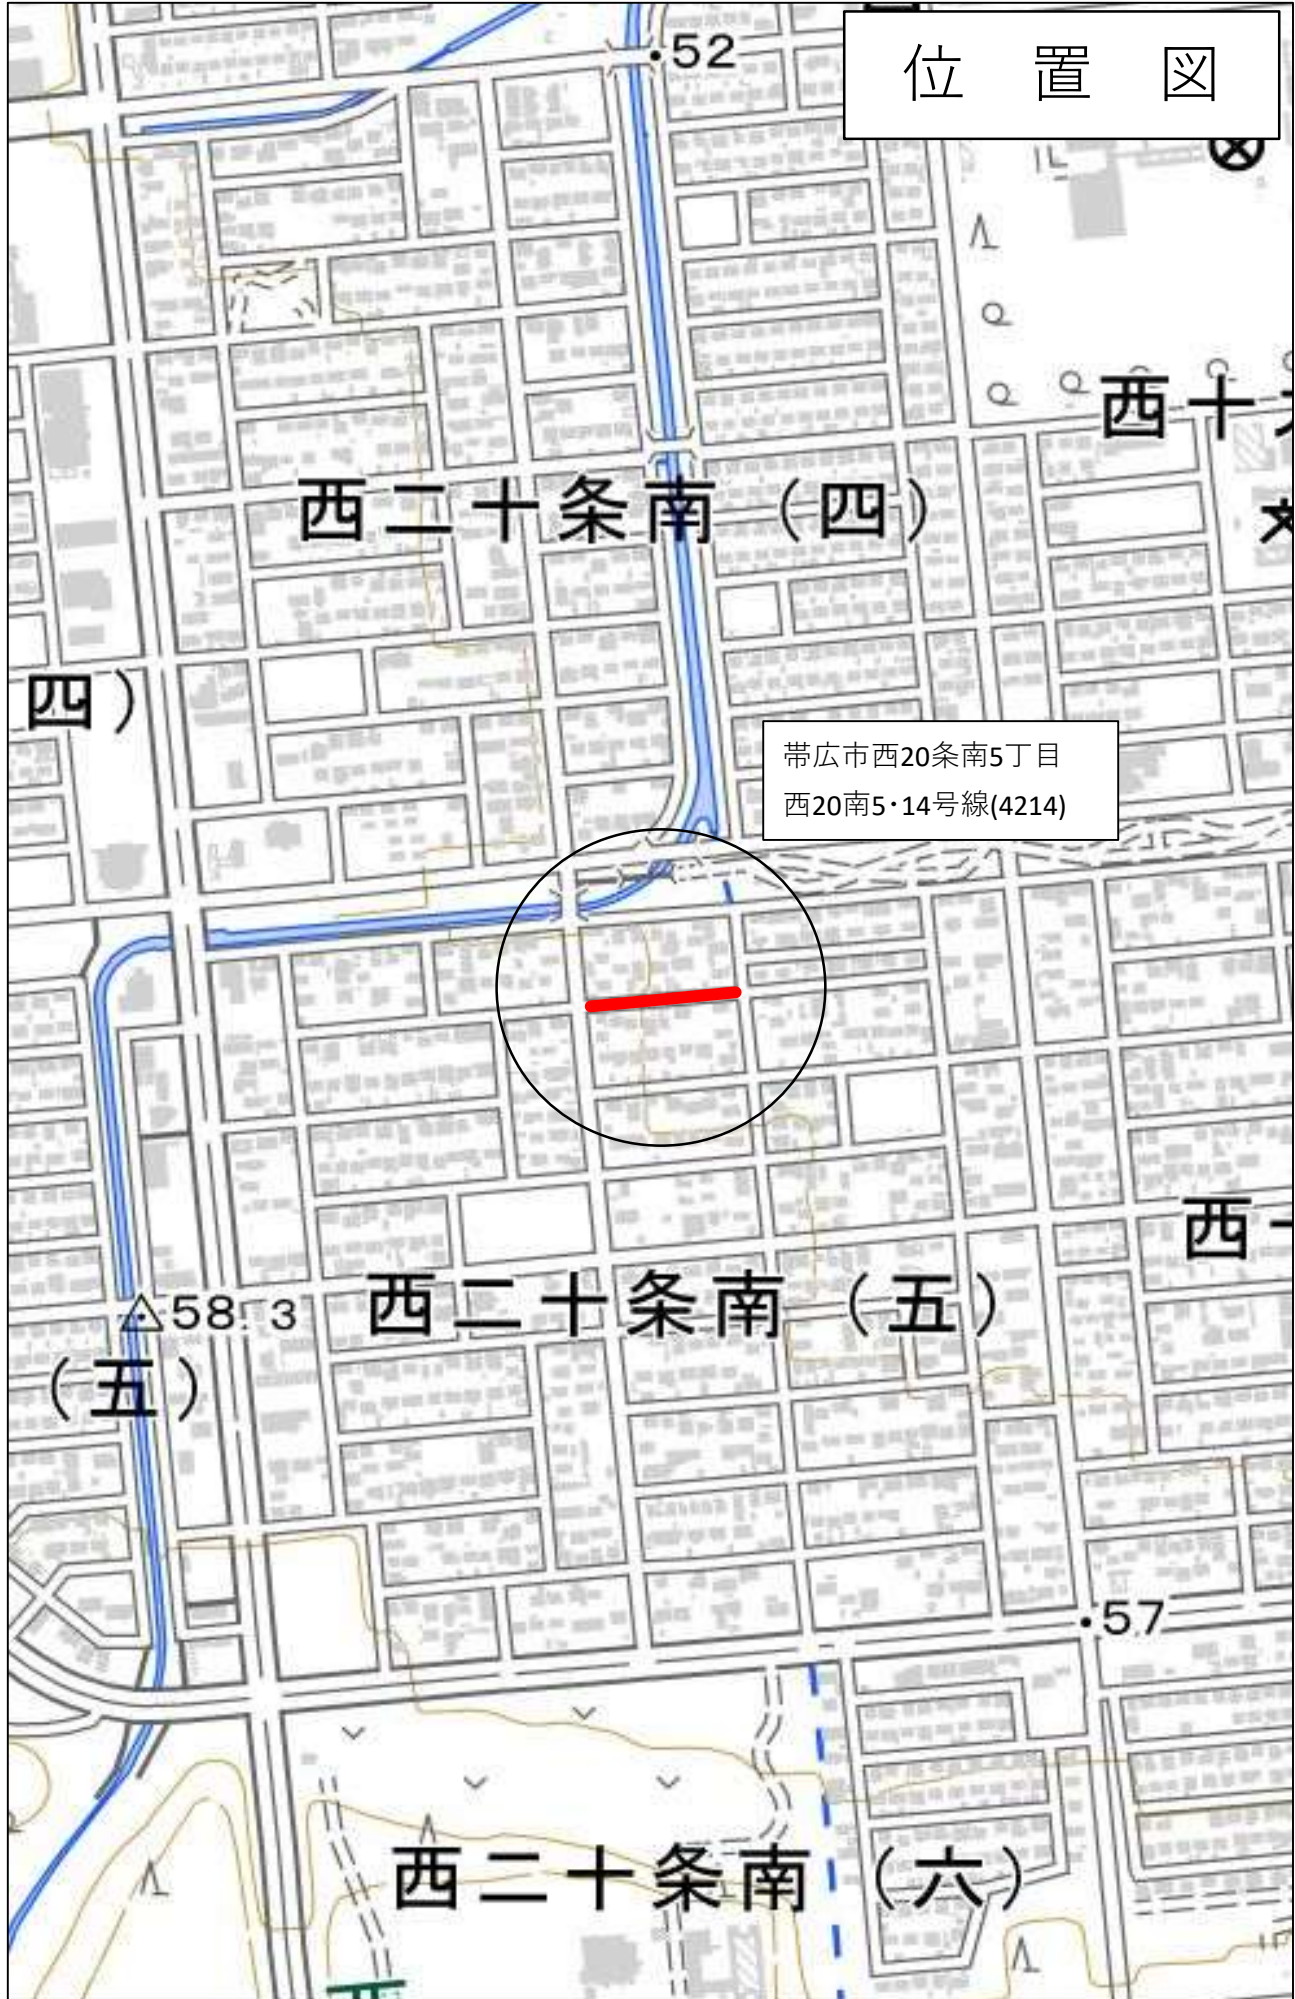 位置図
・52
西十
西二十条南（四）
四）
帯広市西20条南5丁目
西20南5・14号線(4214)
西
58.3
西二十条南（五）
（五）
・57
西二十条南（六）